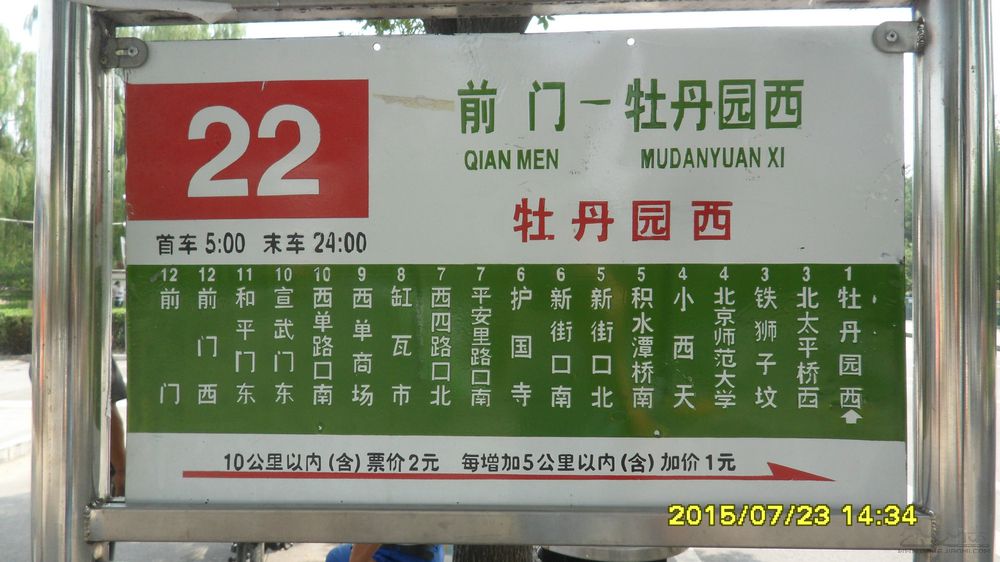 22
前门－牡丹园西
QIAN MEN MUDANYUAN XI
牡丹园西
首车 5:00 末车 24:00
12 前门
12 前门西
11 和平门东
10 宣武门东
10 西单路口南
9 西单商场
8 缸瓦市
7 西四路口北
7 平安里路口南
6 护国寺
6 新街口南
5 新街口北
5 积水潭桥南
4 小西天
4 北京师范大学
3 铁狮子坟
3 北太平桥西
1 牡丹园西
10公里以内(含)票价2元 每增加5公里以内(含)加价1元
2015/07/23 14:34